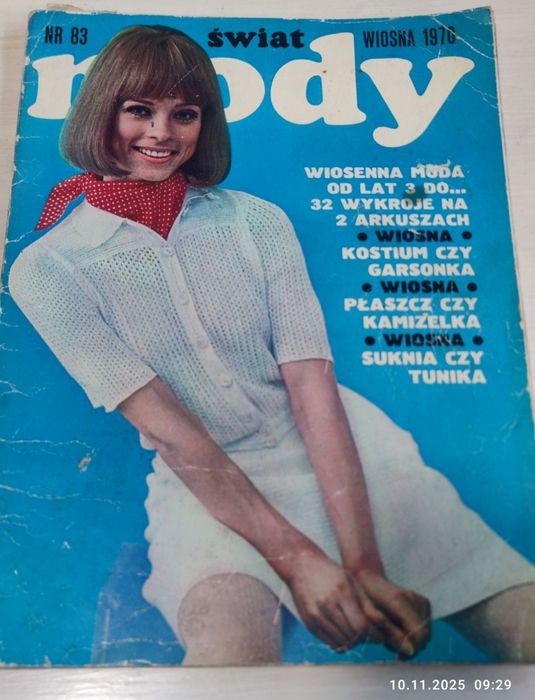 NR 83
świat
WIOSNA 1970
mody
WIOSENNA MODA
OD LAT 3 DO...
32 WYKROJE NA
2 ARKUSZACH
• WIOSNA •
KOSTIUM CZY
GARSONKA
• WIOSNA •
PŁASZCZ CZY
KAMIZELKA
• WIOSNA •
SUKNIA CZY
TUNIKA
10.11.2025 09:29